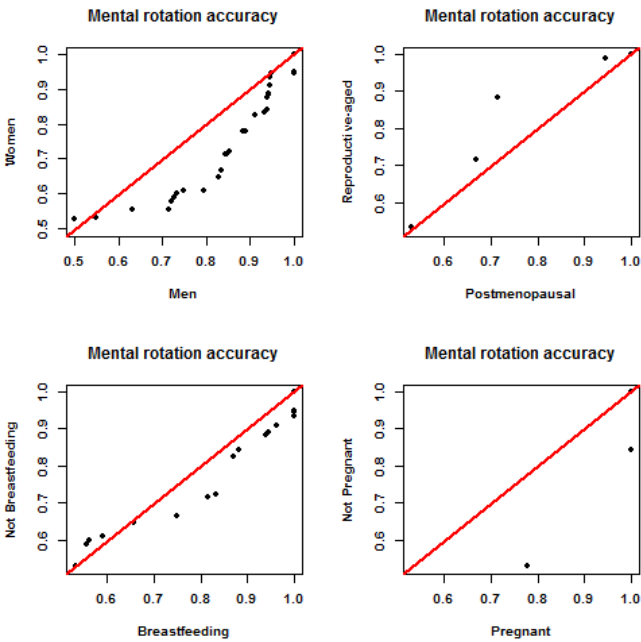 Mental rotation accuracy
Women
1.0
0.9
0.8
0.7
0.6
0.5
0.5 0.6 0.7 0.8 0.9 1.0
Men
Mental rotation accuracy
Reproductive-aged
1.0
0.9
0.8
0.7
0.6
0.6 0.7 0.8 0.9 1.0
Postmenopausal
Mental rotation accuracy
Not Breastfeeding
1.0
0.9
0.8
0.7
0.6
0.6 0.7 0.8 0.9 1.0
Breastfeeding
Mental rotation accuracy
Not Pregnant
1.0
0.9
0.8
0.7
0.6
0.6 0.7 0.8 0.9 1.0
Pregnant